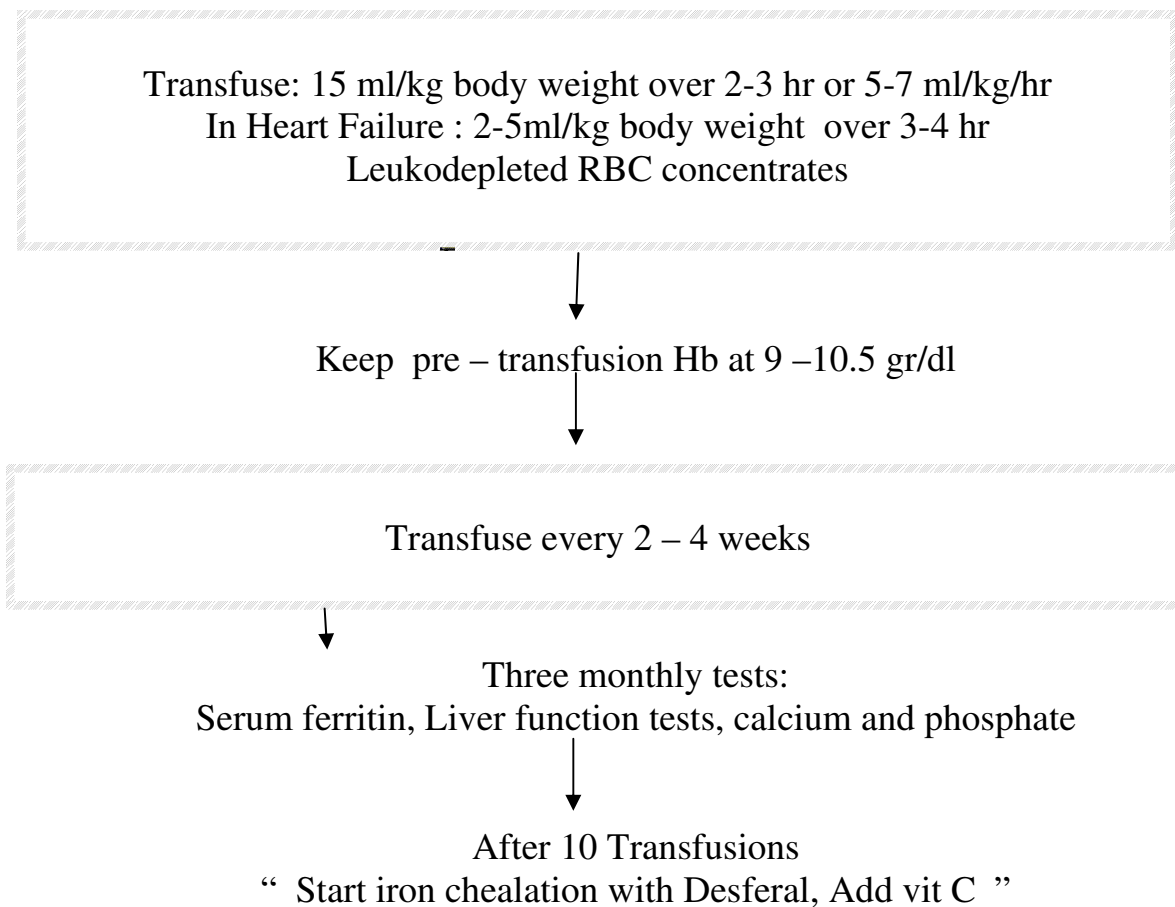 Transfuse: 15 ml/kg body weight over 2-3 hr or 5-7 ml/kg/hr
In Heart Failure : 2-5ml/kg body weight over 3-4 hr
Leukodepleted RBC concentrates
Keep pre – transfusion Hb at 9 –10.5 gr/dl
Transfuse every 2 – 4 weeks
Three monthly tests:
Serum ferritin, Liver function tests, calcium and phosphate
After 10 Transfusions
“ Start iron chealation with Desferal, Add vit C ”